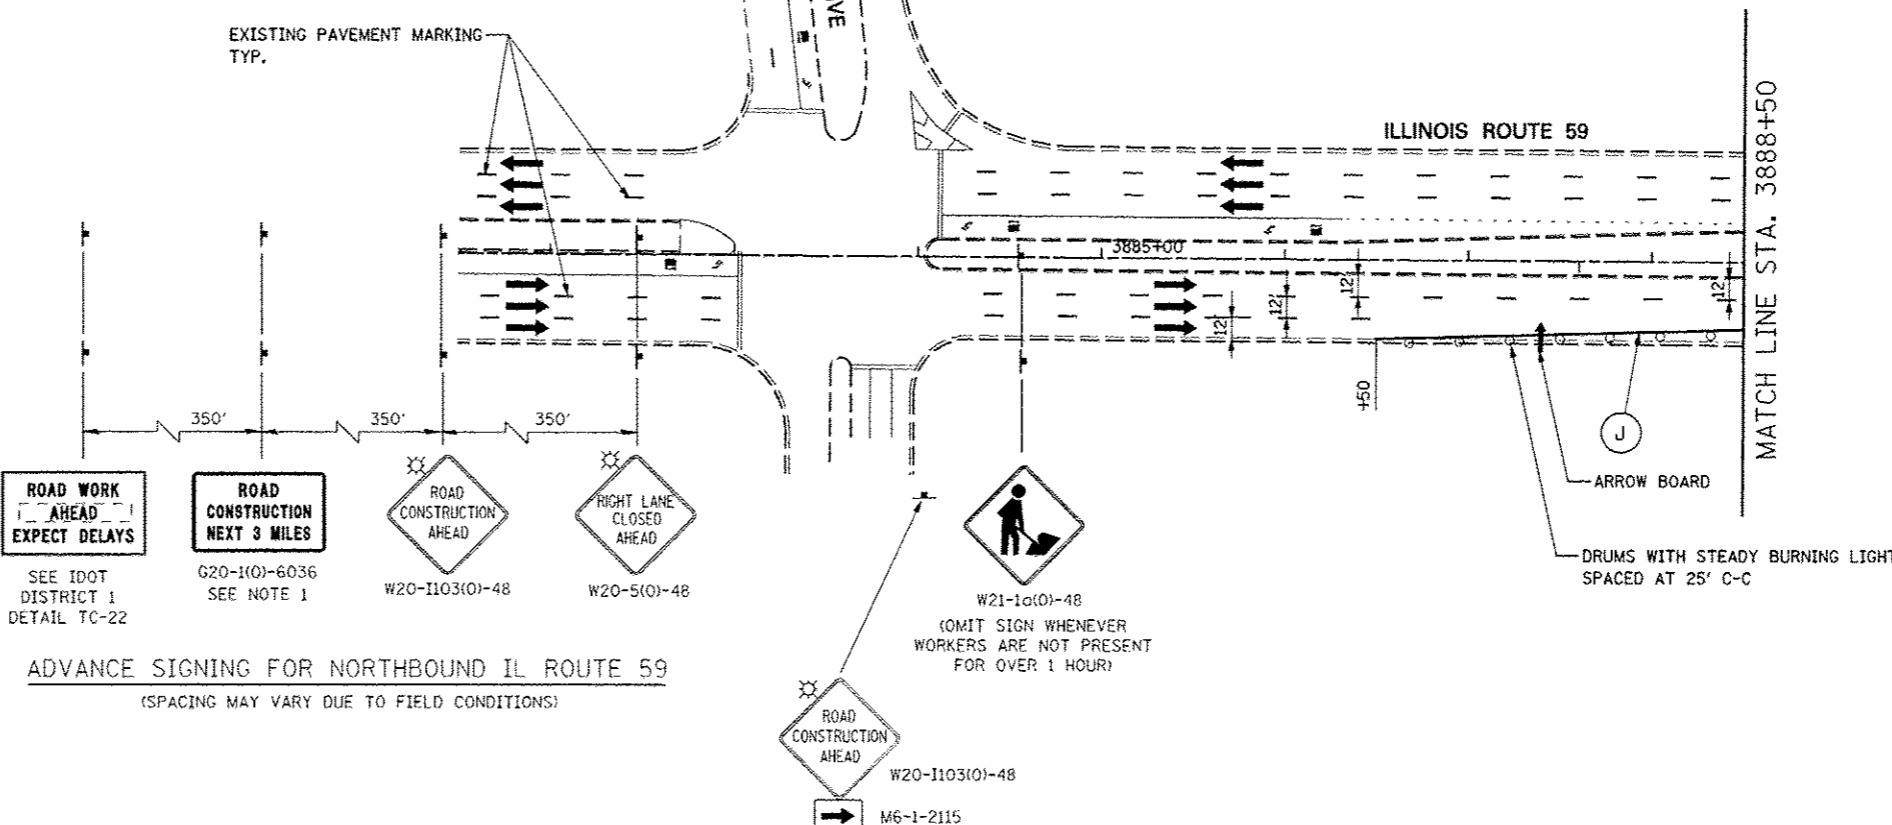 EXISTING PAVEMENT MARKING
TYP.
VE
ILLINOIS ROUTE 59
MATCH LINE STA. 3888+50
3885+00
12'
12'
12'
12'
+50
J
ARROW BOARD
DRUMS WITH STEADY BURNING LIGHT
SPACED AT 25' C-C
350'
350'
350'
ROAD WORK
AHEAD
EXPECT DELAYS
SEE IDOT
DISTRICT 1
DETAIL TC-22
ROAD
CONSTRUCTION
NEXT 3 MILES
G20-1(O)-6036
SEE NOTE 1
ROAD
CONSTRUCTION
AHEAD
W20-I103(O)-48
RIGHT LANE
CLOSED
AHEAD
W20-5(O)-48
W21-1a(O)-48
(OMIT SIGN WHENEVER
WORKERS ARE NOT PRESENT
FOR OVER 1 HOUR)
ADVANCE SIGNING FOR NORTHBOUND IL ROUTE 59
(SPACING MAY VARY DUE TO FIELD CONDITIONS)
ROAD
CONSTRUCTION
AHEAD
W20-I103(O)-48
M6-1-2115